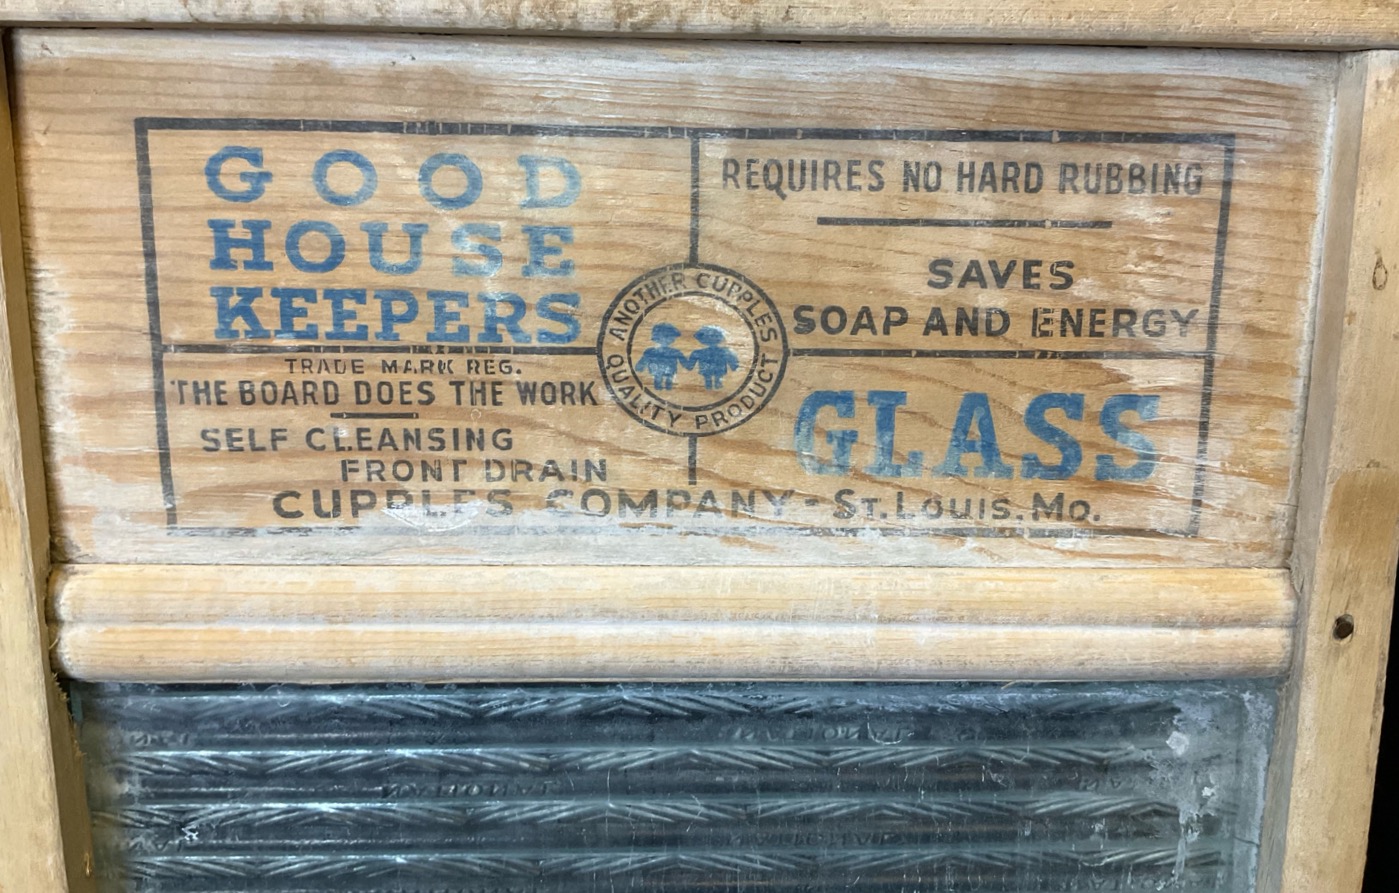 GOOD
HOUSE
KEEPERS
TRADE MARK REG.
THE BOARD DOES THE WORK
SELF CLEANSING
FRONT DRAIN
ANOTHER CUPPLES
QUALITY PRODUCT
REQUIRES NO HARD RUBBING
SAVES
SOAP AND ENERGY
GLASS
CUPPLES COMPANY - ST. LOUIS, MO.
NATIONAL